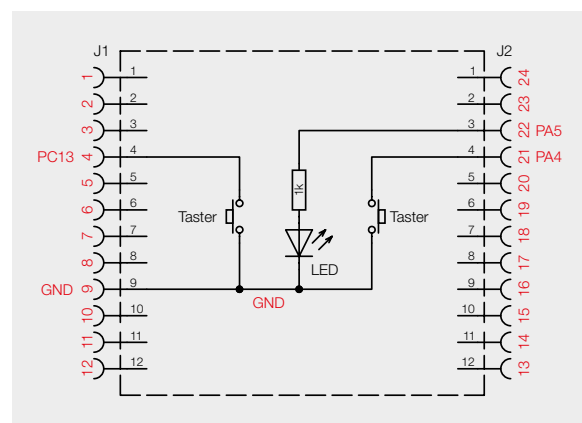 J1 J2
1 1 1 24
2 2 2 23
3 3 3 22 PA5
PC13 4 4 4 21 PA4
5 5 5 20
1k
6 6 6 19
Taster Taster
7 7 7 18
8 8 8 17
LED
GND 9 9 9 16
GND
10 10 10 15
11 11 11 14
12 12 12 13